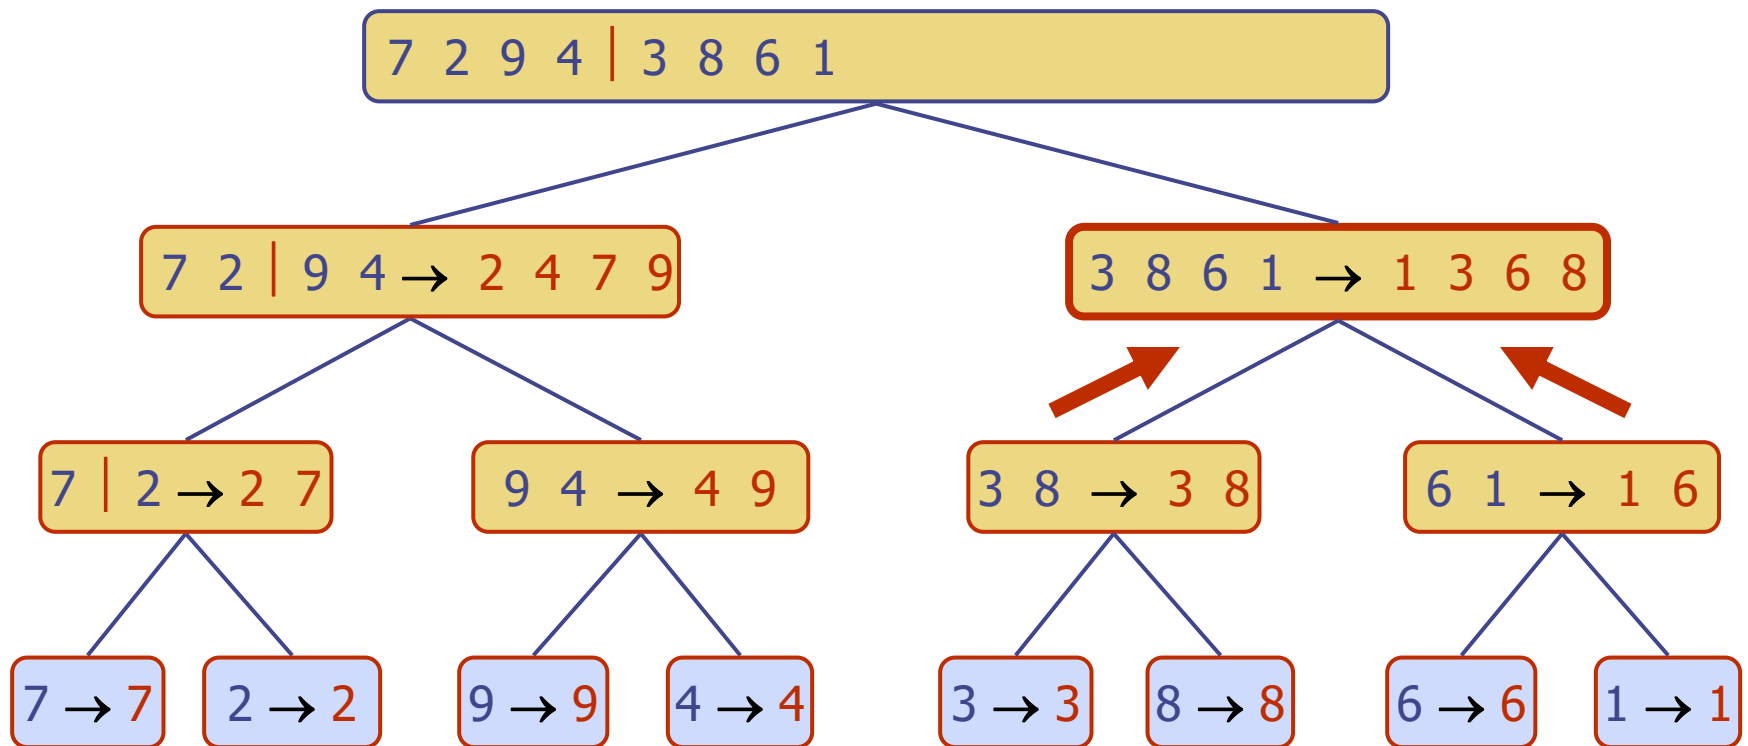 7 2 9 4 | 3 8 6 1
7 2 | 9 4 → 2 4 7 9
3 8 6 1 → 1 3 6 8
7 | 2 → 2 7
9 4 → 4 9
3 8 → 3 8
6 1 → 1 6
7 → 7
2 → 2
9 → 9
4 → 4
3 → 3
8 → 8
6 → 6
1 → 1